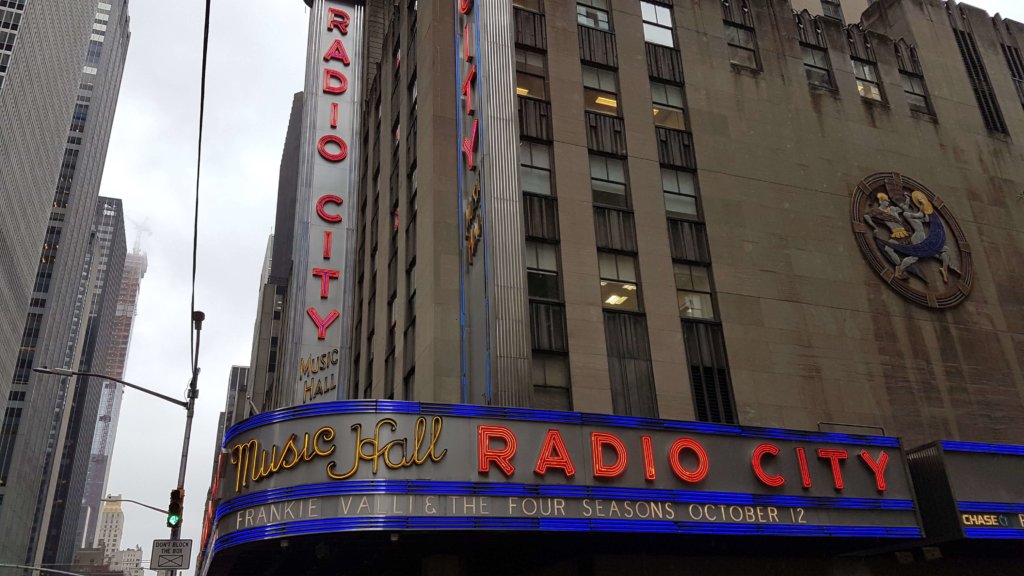 RADIO CITY
MUSIC
HALL
Music Hall RADIO CITY
FRANKIE VALLI & THE FOUR SEASONS OCTOBER 12
CHASE
DON'T BLOCK
THE BOX